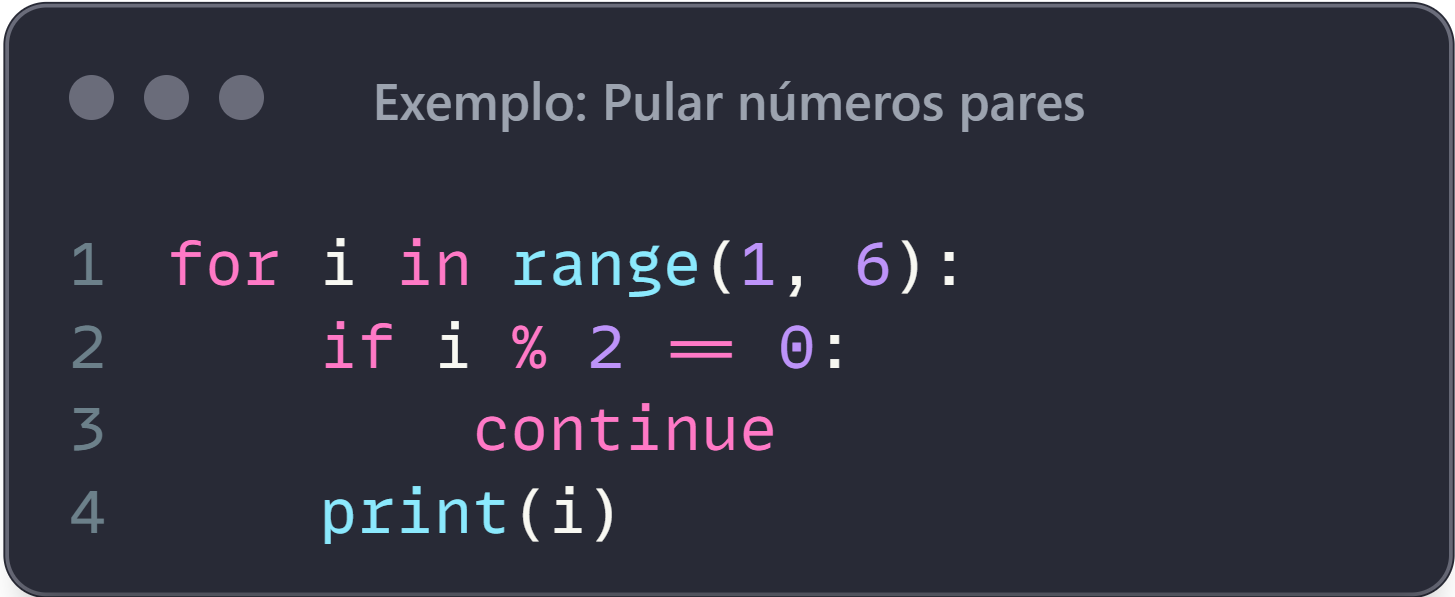 Exemplo: Pular números pares
1 for i in range(1, 6):
2     if i % 2 == 0:
3         continue
4     print(i)